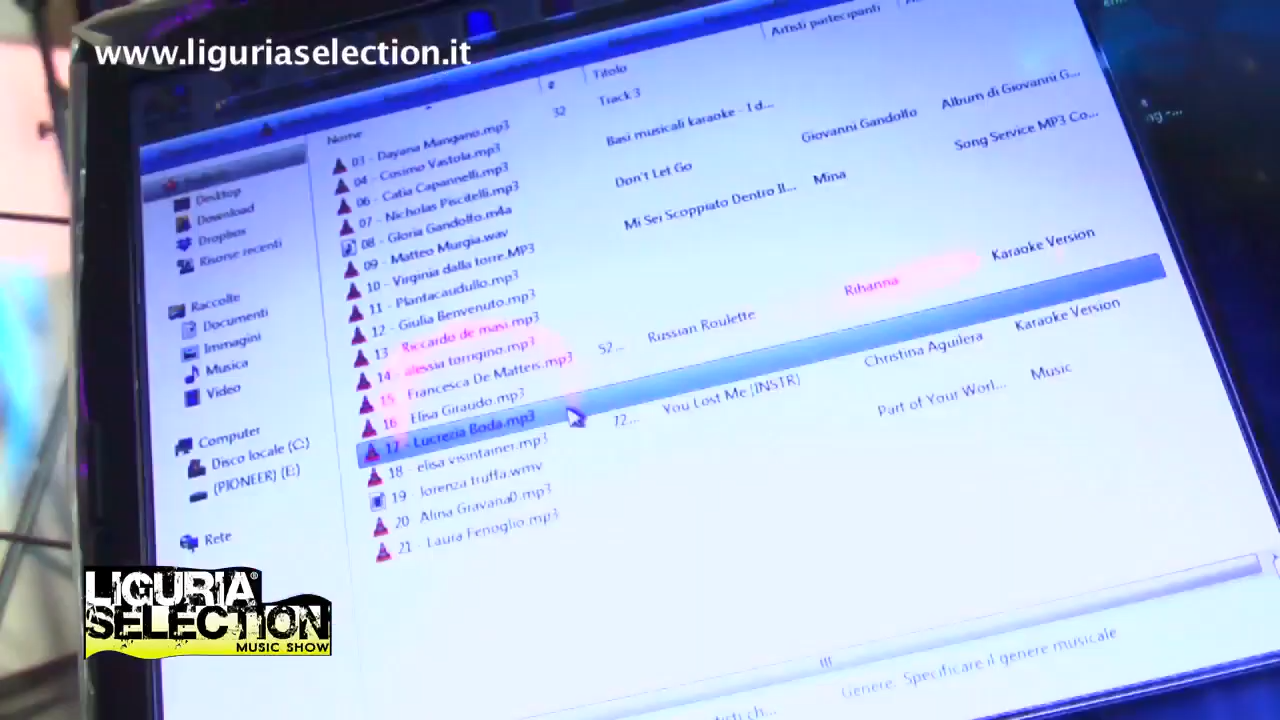 www.liguriaselection.it
Nome # Titolo Artisti partecipanti
03 - Dayana Mangano.mp3 32 Track 3
04 - Cosimo Vastola.mp3
06 - Catia Capannelli.mp3 Basi musicali karaoke - I d... Giovanni Gandolfo Album di Giovanni G...
07 - Nicholas Piscitelli.mp3 Don't Let Go Song Service MP3 Co...
08 - Gloria Gandolfo.m4a Mi Sei Scoppiato Dentro Il... Mina
09 - Matteo Murgia.wav
10 - Virginia dalla torre.MP3
11 - Plantacaudullo.mp3
12 - Giulia Benvenuto.mp3
13 Riccardo de masi.mp3 Rihanna Karaoke Version
14 - alessia torrigino.mp3 52... Russian Roulette
15 - Francesca De Matteis.mp3
16 Elisa Giraudo.mp3 Christina Aguilera Karaoke Version
17 - Lucrezia Boda.mp3 72... You Lost Me [INSTR)
18 - elisa visintainer.mp3 Part of Your Worl... Music
19 - lorenza truffa.wmv
20 Alina Gravana0.mp3
21 - Laura Fenoglio.mp3
Desktop
Download
Dropbox
Risorse recenti
Raccolte
Documenti
Immagini
Musica
Video
Computer
Disco locale (C:)
(PIONEER) (E:)
Rete
Genere: Specificare il genere musicale
LIGURIA®
SELECTION
MUSIC SHOW